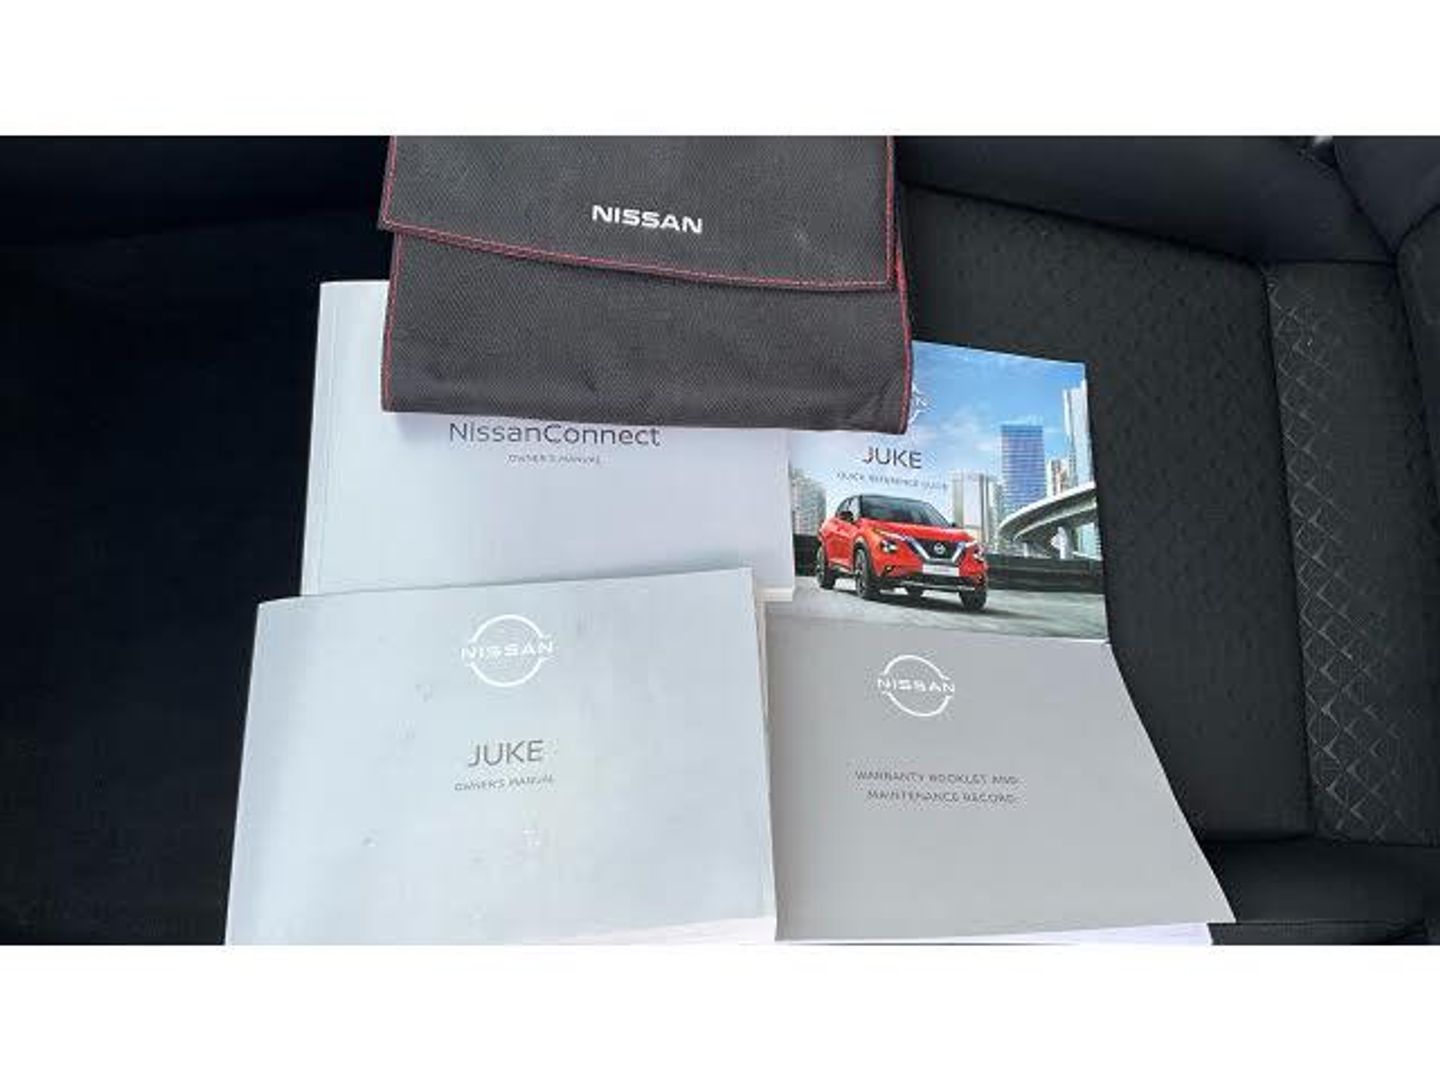 NISSAN
NissanConnect
OWNER'S MANUAL
JUKE
QUICK REFERENCE GUIDE
NISSAN
JUKE
OWNER'S MANUAL
NISSAN
WARRANTY BOOKLET AND
MAINTENANCE RECORD